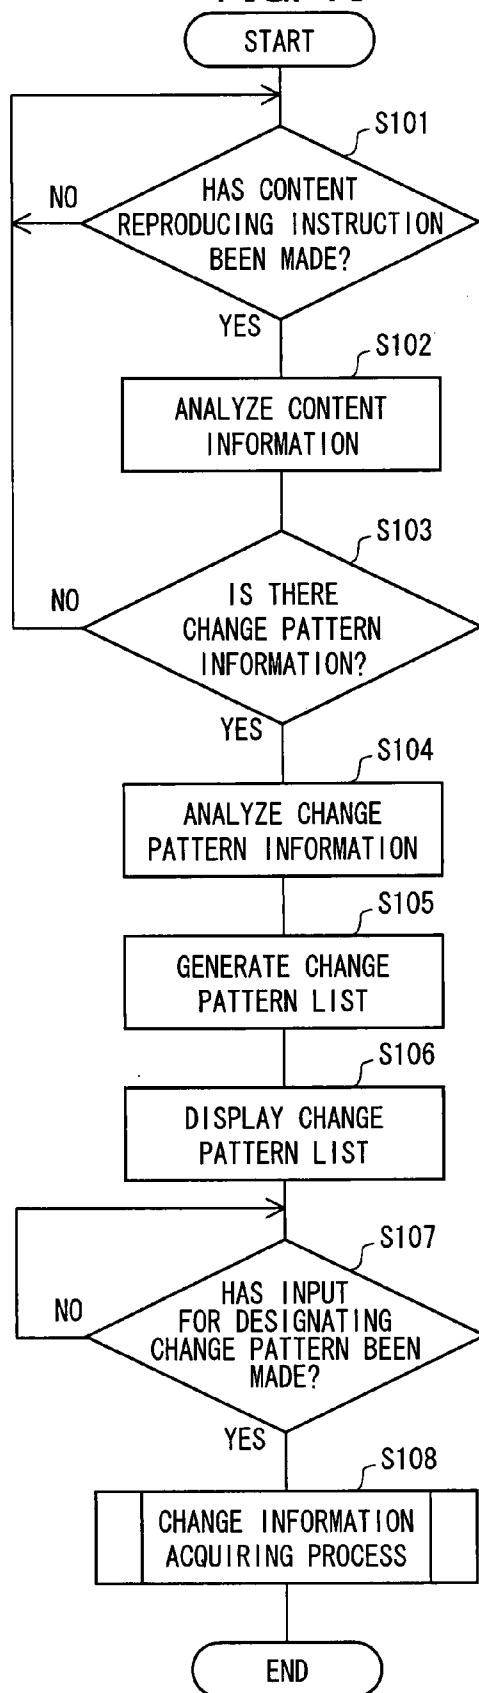 START
S101
NO
HAS CONTENT
REPRODUCING INSTRUCTION
BEEN MADE?
YES
S102
ANALYZE CONTENT
INFORMATION
S103
NO
IS THERE
CHANGE PATTERN
INFORMATION?
YES
S104
ANALYZE CHANGE
PATTERN INFORMATION
S105
GENERATE CHANGE
PATTERN LIST
S106
DISPLAY CHANGE
PATTERN LIST
S107
NO
HAS INPUT
FOR DESIGNATING
CHANGE PATTERN BEEN
MADE?
YES
S108
CHANGE INFORMATION
ACQUIRING PROCESS
END